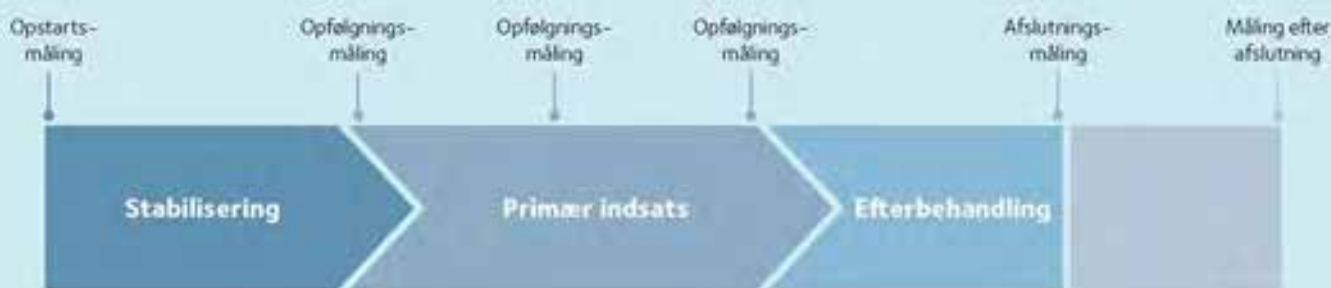 Opstarts-
måling
Opfølgnings-
måling
Opfølgnings-
måling
Opfølgnings-
måling
Afslutnings-
måling
Måling efter
afslutning
Stabilisering
Primær indsats
Efterbehandling